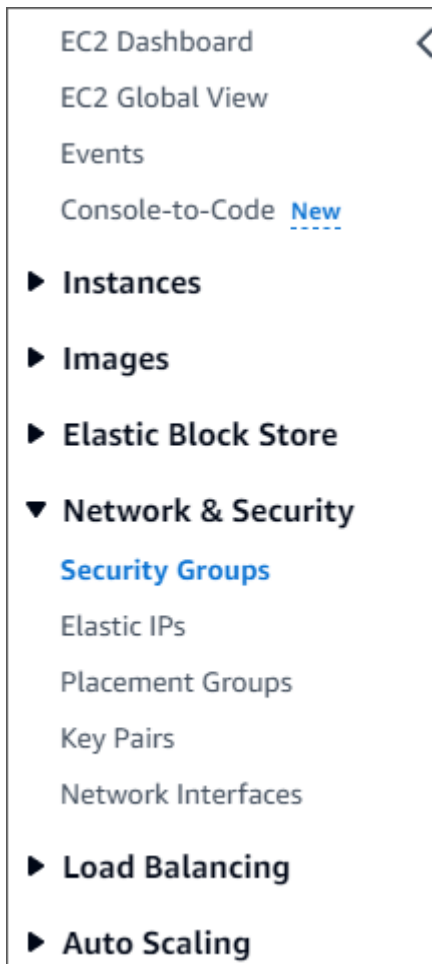 EC2 Dashboard
EC2 Global View
Events
Console-to-Code New
Instances
Images
Elastic Block Store
Network & Security
Security Groups
Elastic IPs
Placement Groups
Key Pairs
Network Interfaces
Load Balancing
Auto Scaling